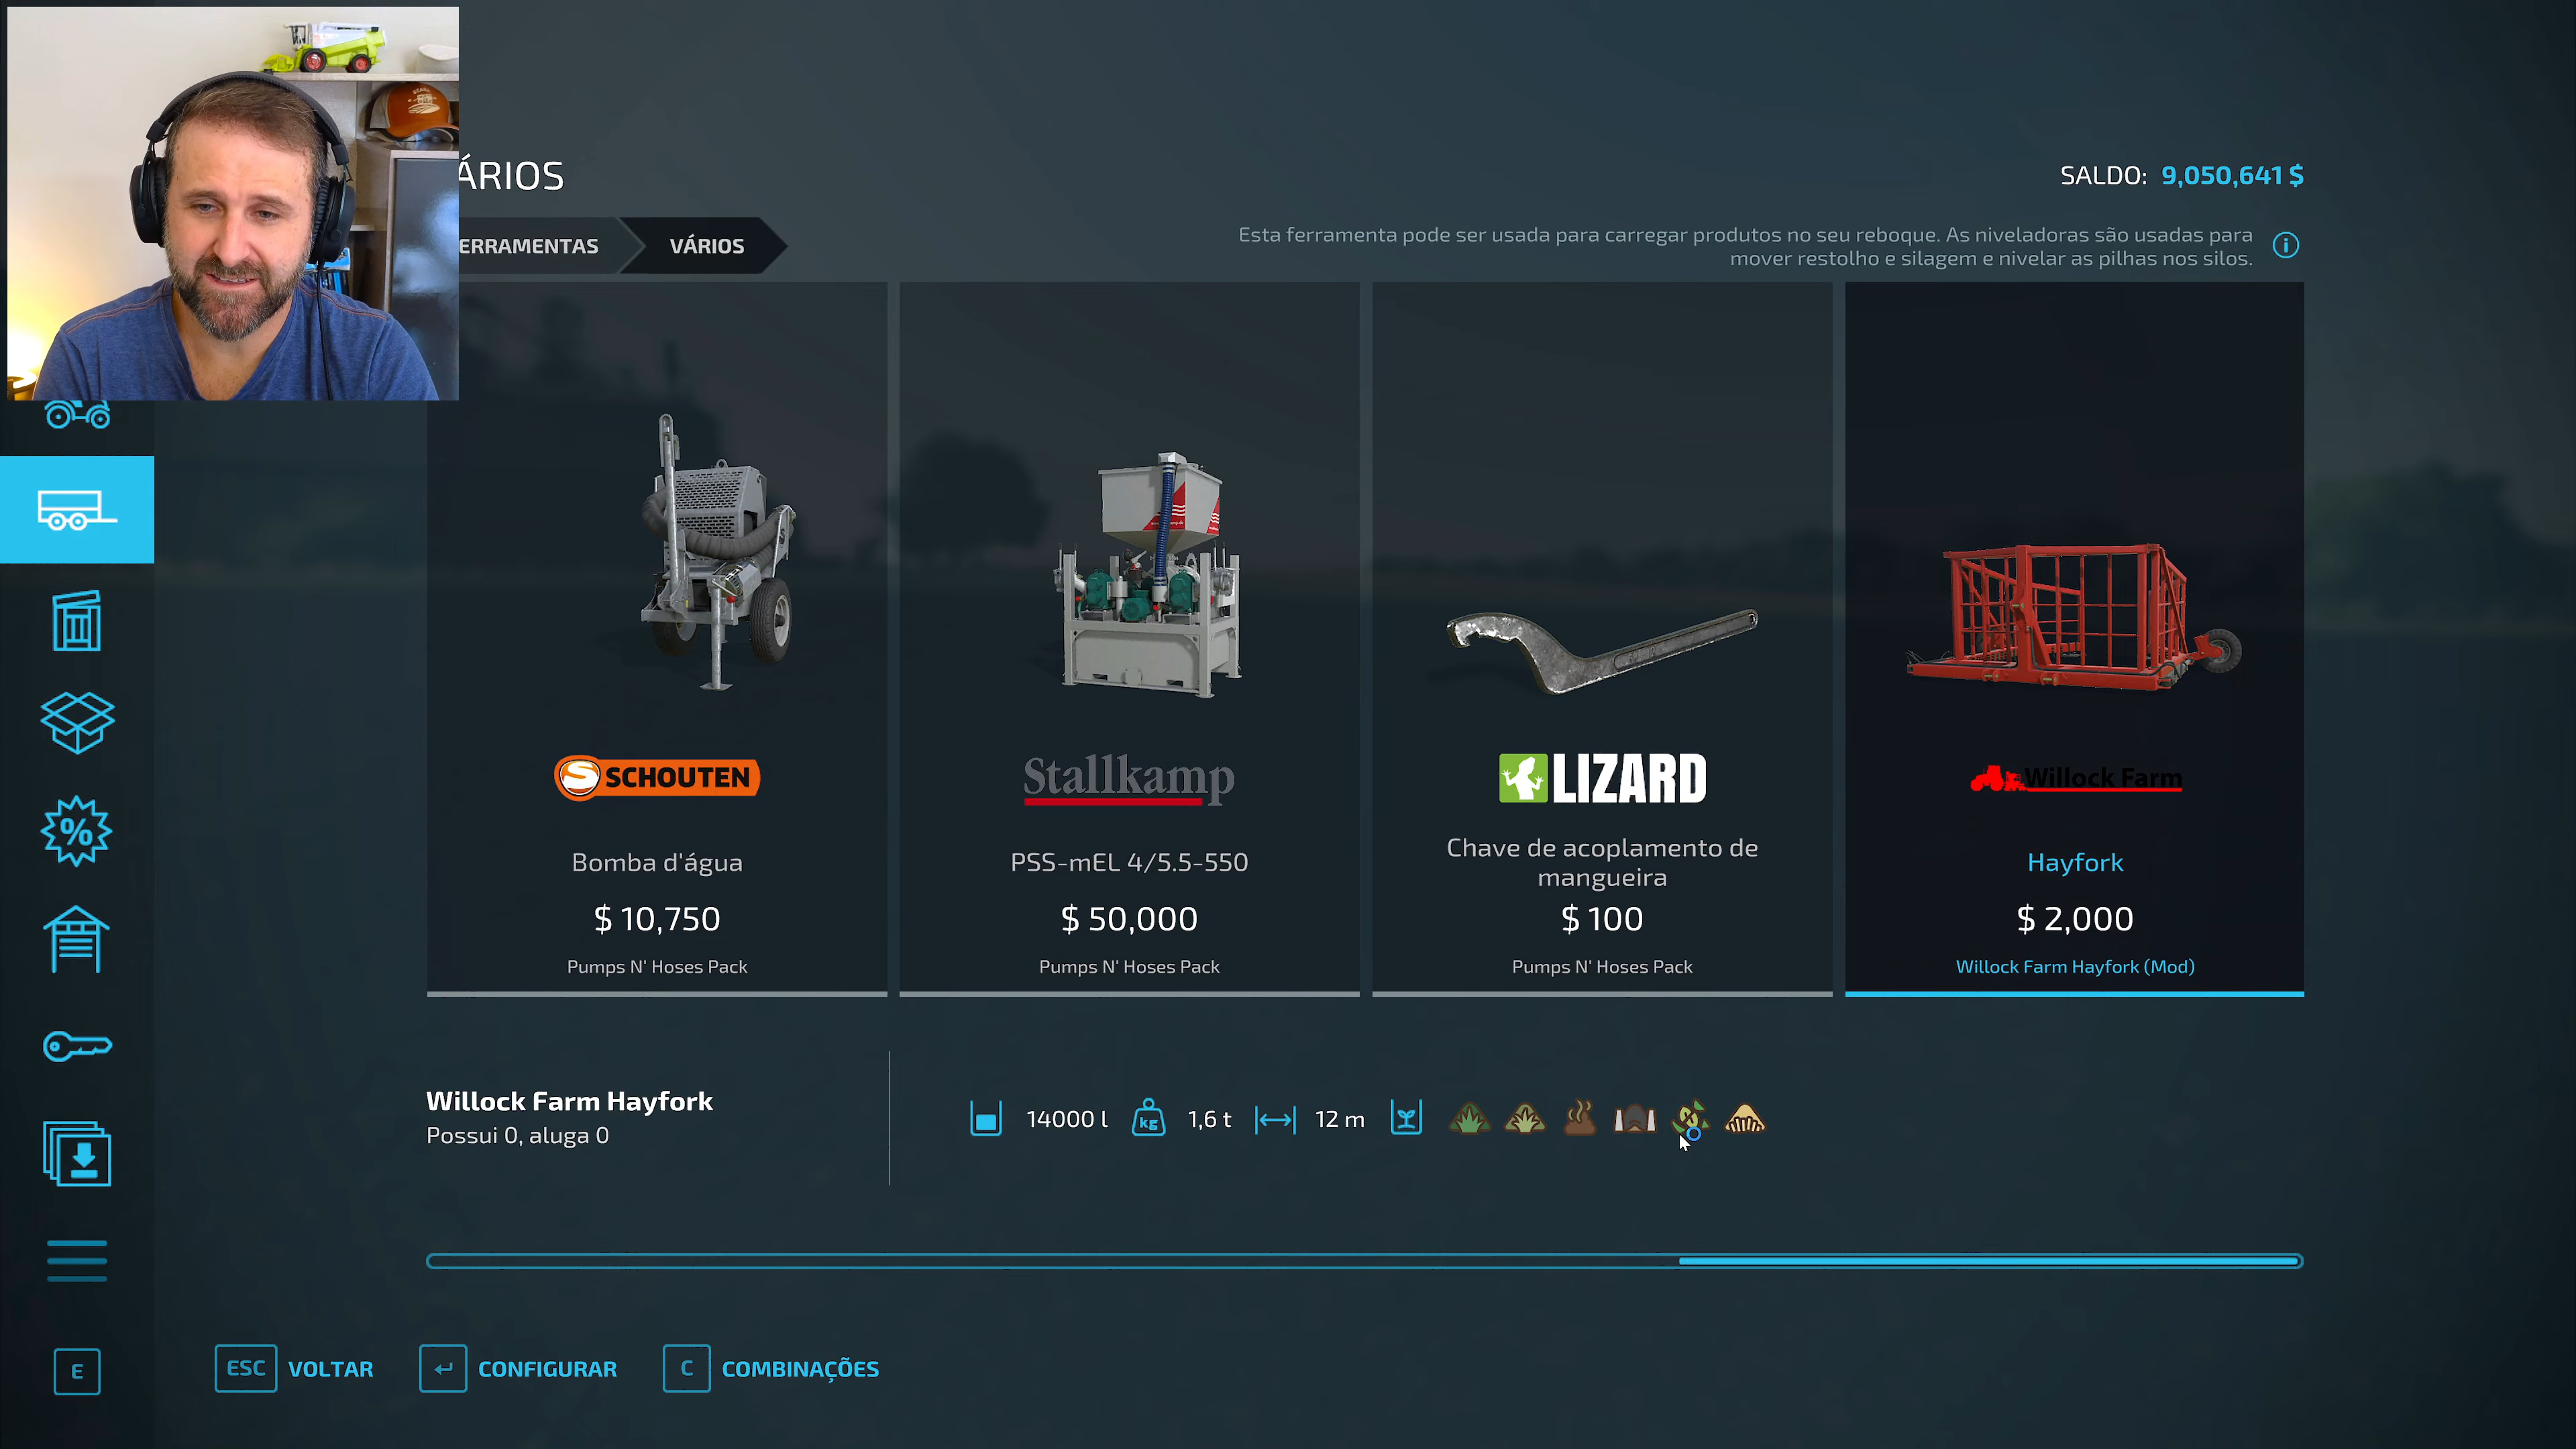 ÁRIOS
SALDO: 9,050,641 $
ERRAMENTAS
VÁRIOS
Esta ferramenta pode ser usada para carregar produtos no seu reboque. As niveladoras são usadas para
mover restolho e silagem e nivelar as pilhas nos silos.
SCHOUTEN
Bomba d'água
$ 10,750
Pumps N' Hoses Pack
Stallkamp
PSS-mEL 4/5.5-550
$ 50,000
Pumps N' Hoses Pack
LIZARD
Chave de acoplamento de
mangueira
$ 100
Pumps N' Hoses Pack
Willock Farm
Hayfork
$ 2,000
Willock Farm Hayfork (Mod)
Willock Farm Hayfork
Possui 0, aluga 0
14000 l
kg
1,6 t
12 m
E
ESC VOLTAR
CONFIGURAR
C COMBINAÇÕES